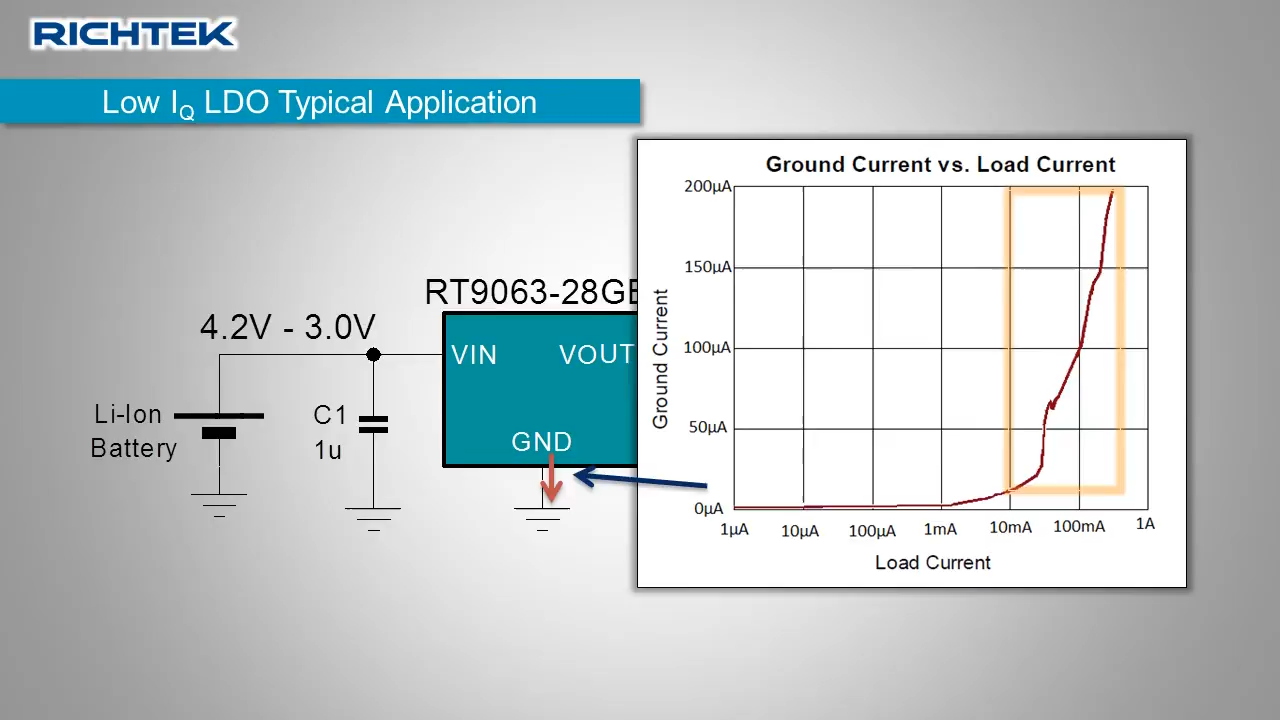 RICHTEK
Low IQ LDO Typical Application
Ground Current vs. Load Current
200µA
150µA
100µA
50µA
0µA
Ground Current
1µA
10µA
100µA
1mA
10mA
100mA
1A
Load Current
RT9063-28GE
4.2V - 3.0V
VIN
VOUT
GND
Li-Ion
Battery
C1
1u